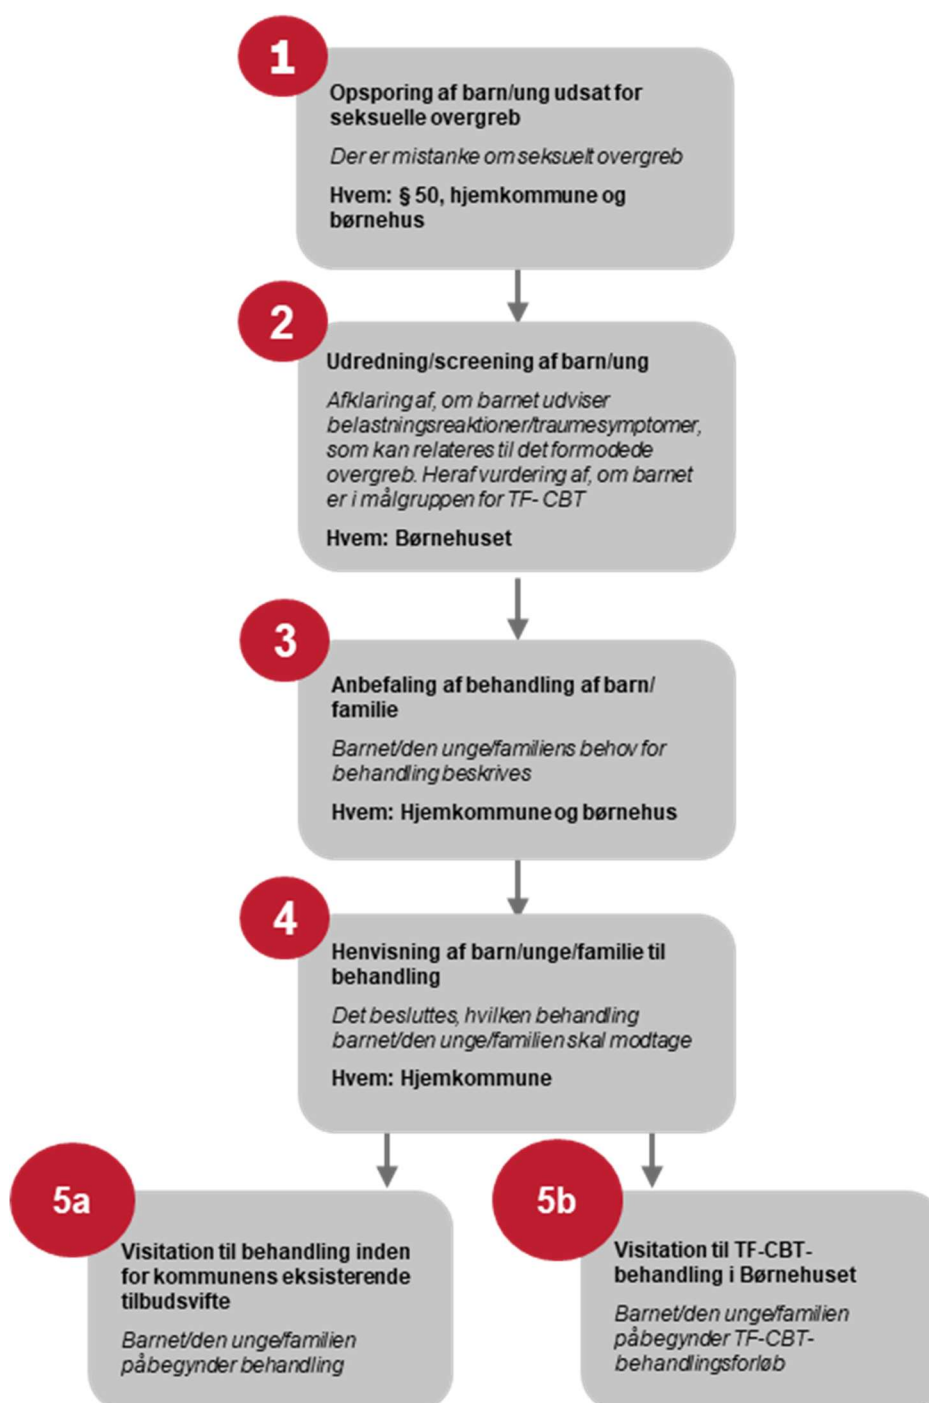 1
Opsporing af barn/ung udsat for
seksuelle overgreb
Der er mistanke om seksuelt overgreb
Hvem: § 50, hjemkommune og
børnehus
2
Udredning/screening af barn/ung
Afklaring af, om barnet udviser
belastningsreaktioner/traumesymptomer,
som kan relateres til det formodede
overgreb. Heraf vurdering af, om barnet
er i målgruppen for TF- CBT
Hvem: Børnehuset
3
Anbefaling af behandling af barn/
familie
Barnet/den unge/familiens behov for
behandling beskrives
Hvem: Hjemkommune og børnehus
4
Henvisning af barn/unge/familie til
behandling
Det besluttes, hvilken behandling
barnet/den unge/familien skal modtage
Hvem: Hjemkommune
5a
Visitation til behandling inden
for kommunens eksisterende
tilbudsvifte
Barnet/den unge/familien
påbegynder behandling
5b
Visitation til TF-CBT-
behandling i Børnehuset
Barnet/den unge/familien
påbegynder TF-CBT-
behandlingsforløb